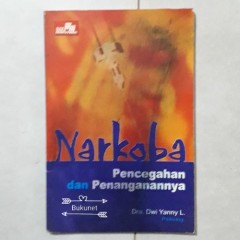 Narkoba
Pencegahan
dan Penanganannya
Bukunet
Dra. Dwi Yanny L.